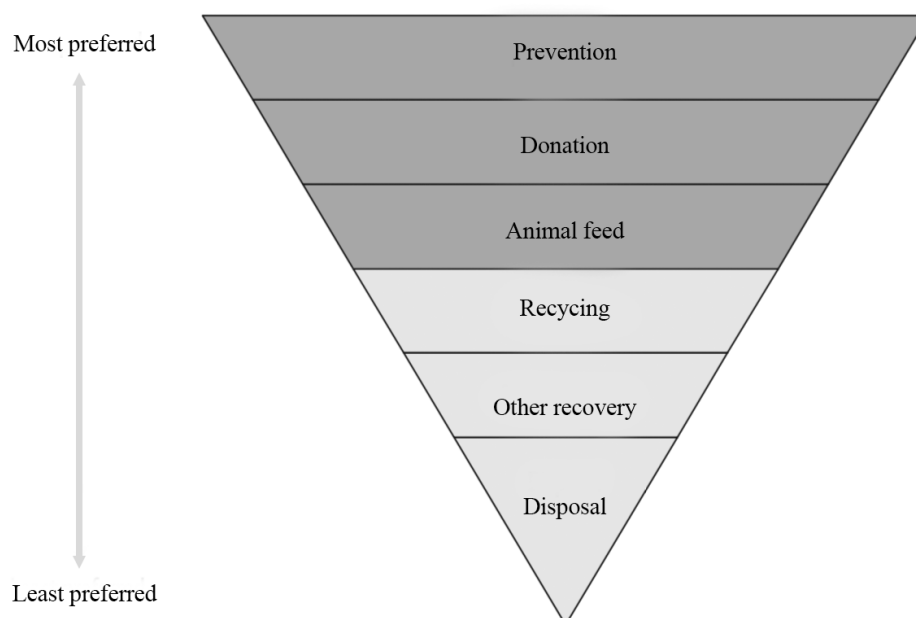 Most preferred
Prevention
Donation
Animal feed
Recycing
Other recovery
Disposal
Least preferred